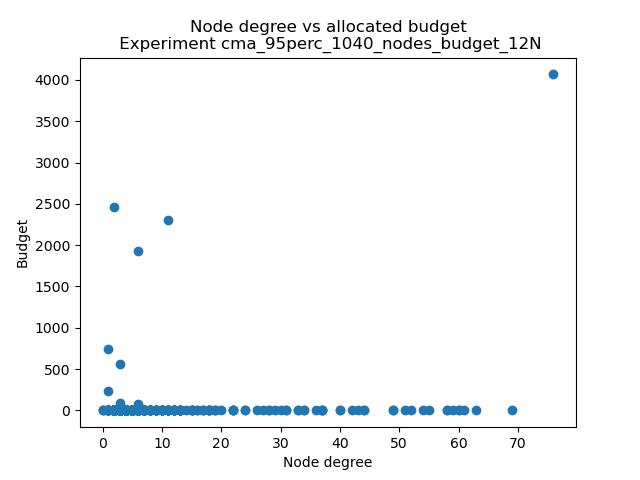 Node degree vs allocated budget
Experiment cma_95perc_1040_nodes_budget_12N
4000
3500
3000
2500
2000
1500
1000
500
0
Budget
0 10 20 30 40 50 60 70
Node degree